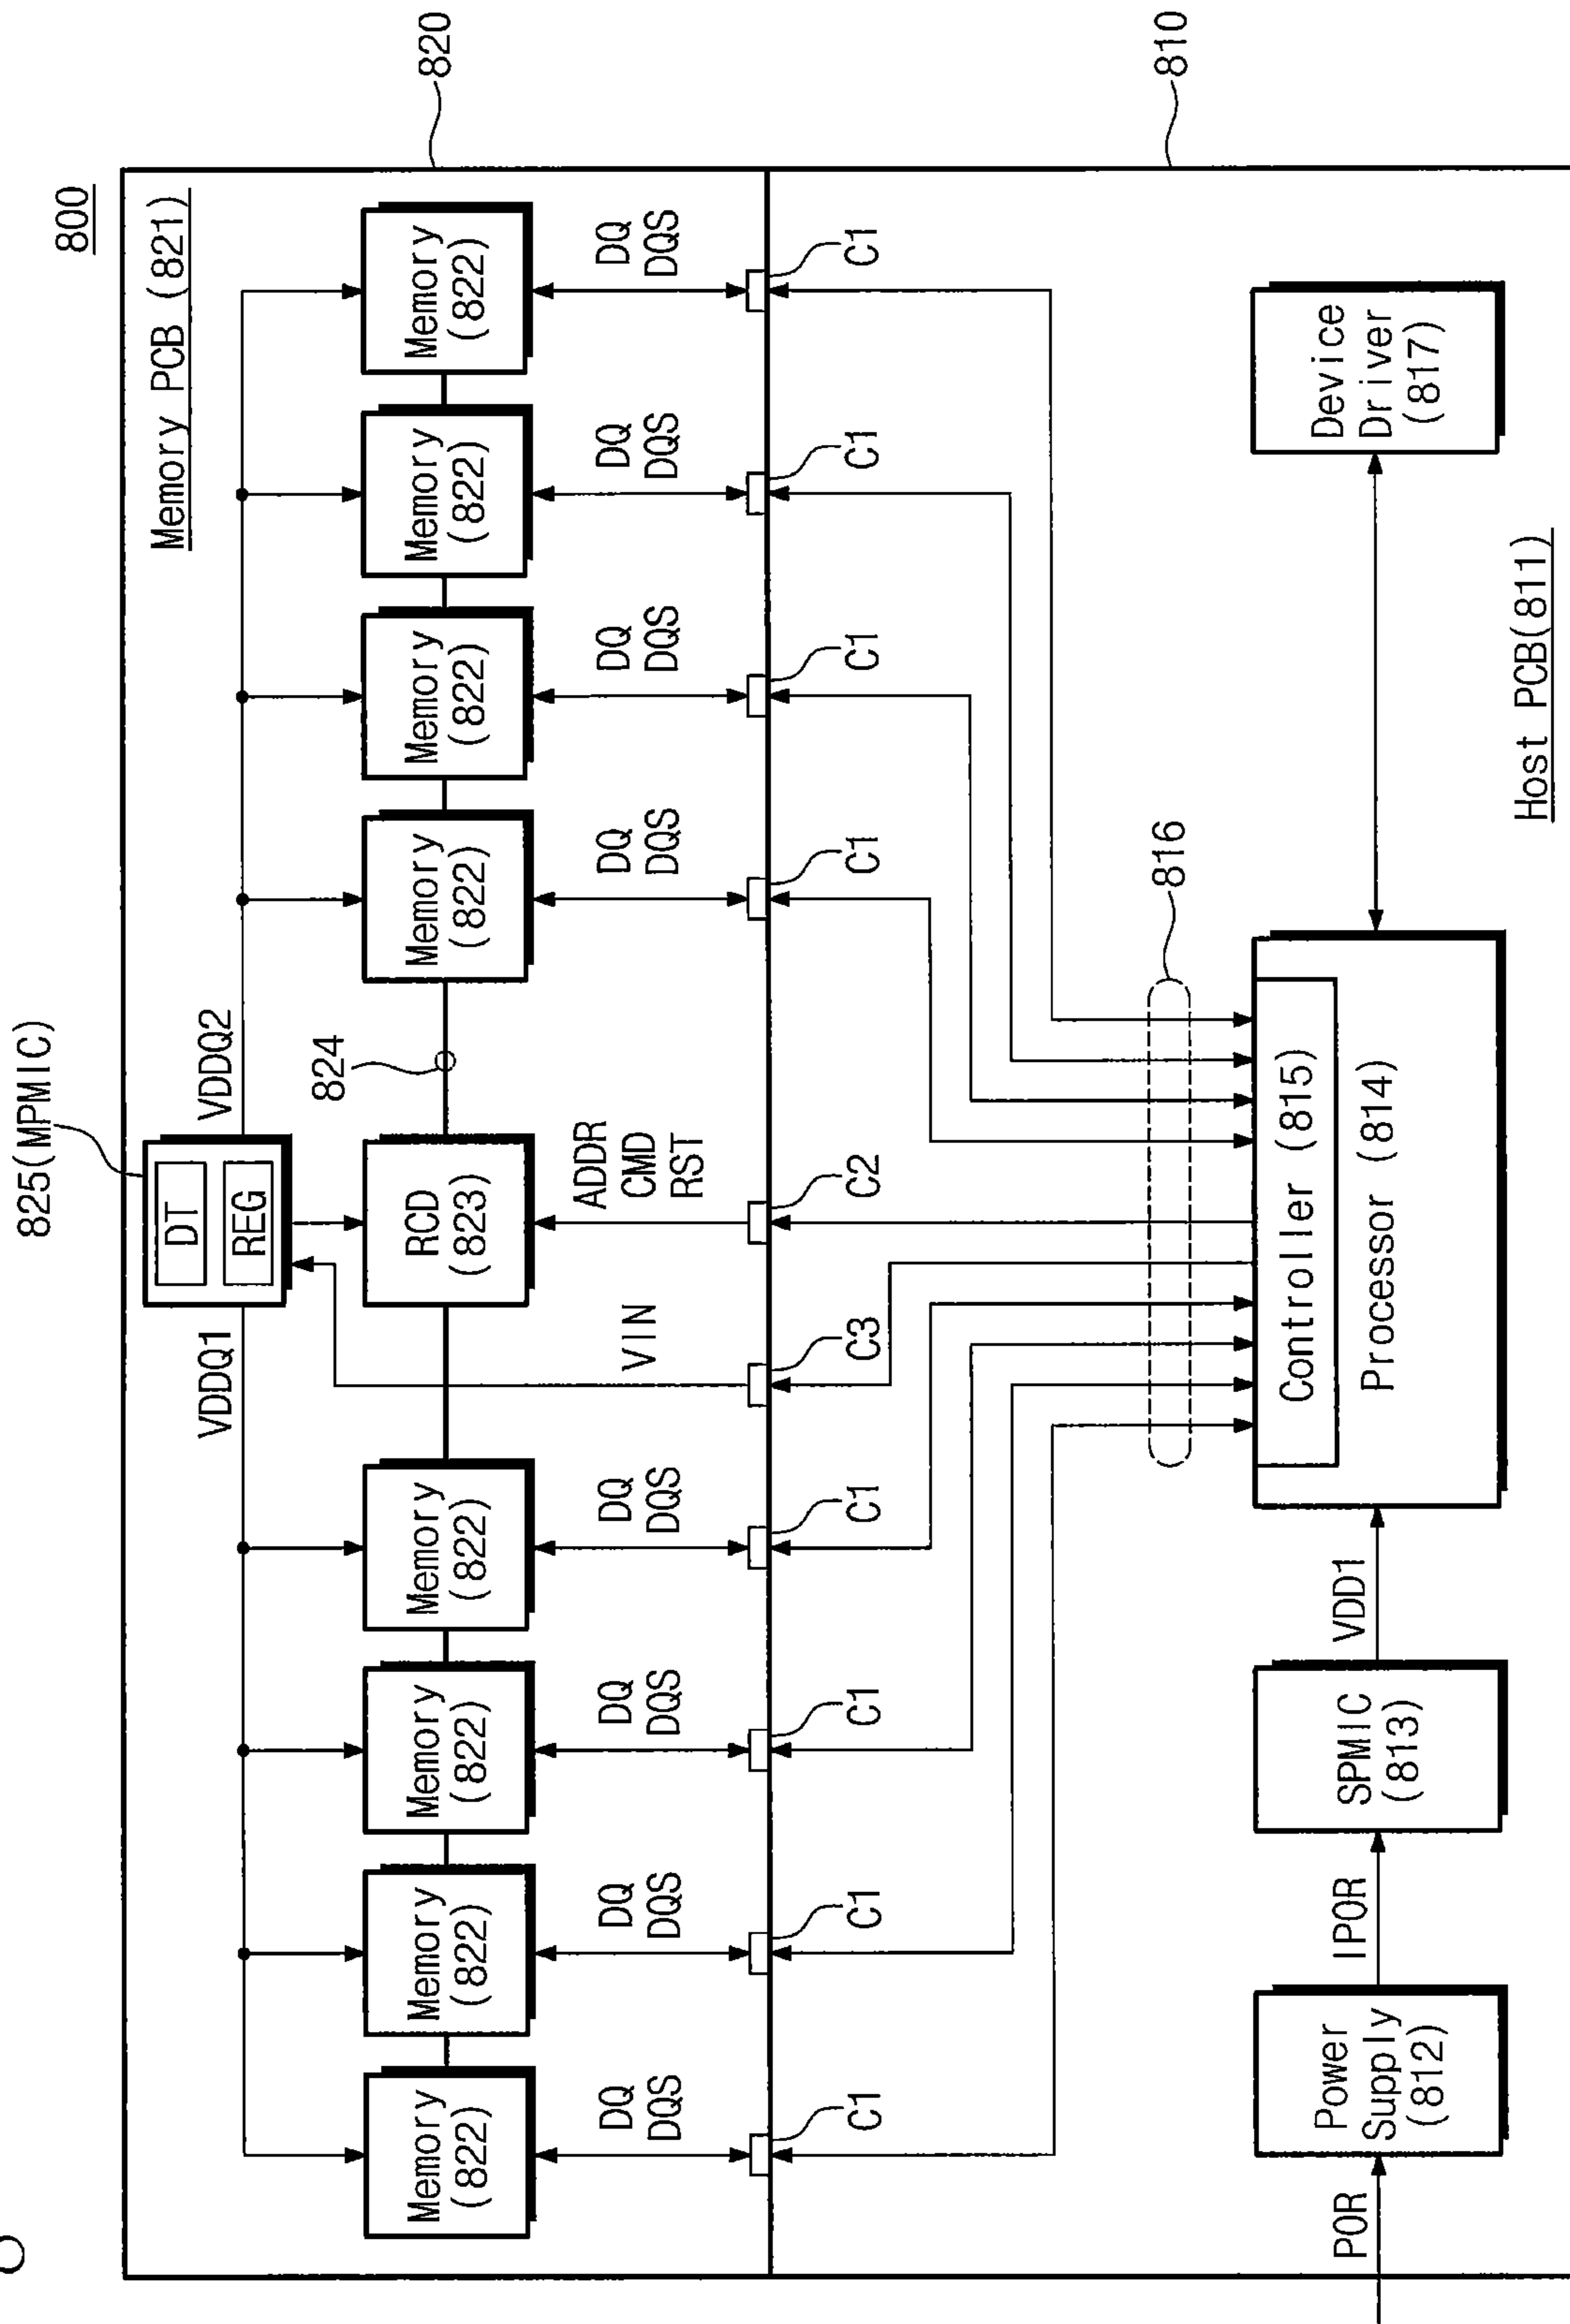 825(MPMIC)
800
Memory PCB (821)
DT
REG
VDDQ1
VDDQ2
824
820
Memory
(822)
Memory
(822)
Memory
(822)
Memory
(822)
RCD
(823)
Memory
(822)
Memory
(822)
Memory
(822)
Memory
(822)
DQ
DQS
DQ
DQS
DQ
DQS
DQ
DQS
VIN
ADDR
CMD
RST
DQ
DQS
DQ
DQS
DQ
DQS
DQ
DQS
C1
C1
C1
C1
C3
C2
C1
C1
C1
C1
816
810
POR
Power
Supply
(812)
IPOR
SPMIC
(813)
VDD1
Controller (815)
Processor (814)
Device
Driver
(817)
Host PCB(811)